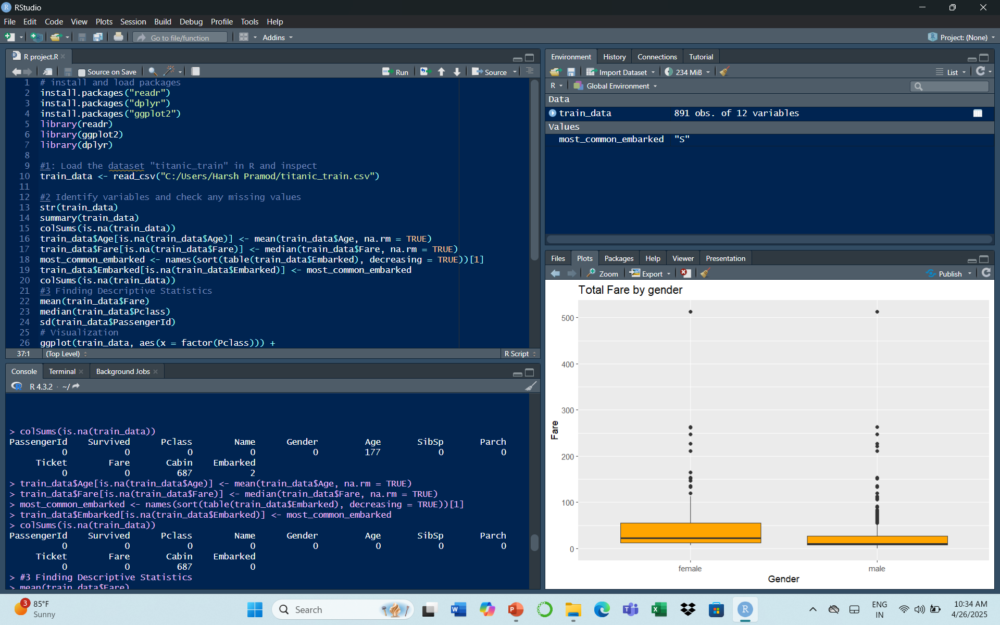 RStudio
File Edit Code View Plots Session Build Debug Profile Tools Help
Go to file/function Addins Project: (None)
R project.R
Source on Save Run Source
1 # install and load packages
2 install.packages("readr")
3 install.packages("dplyr")
4 install.packages("ggplot2")
5 library(readr)
6 library(ggplot2)
7 library(dplyr)
8
9 #1: Load the dataset "titanic_train" in R and inspect
10 train_data <- read_csv("C:/Users/Harsh Pramod/titanic_train.csv")
11
12 #2 Identify variables and check any missing values
13 str(train_data)
14 summary(train_data)
15 colSums(is.na(train_data))
16 train_data$Age[is.na(train_data$Age)] <- mean(train_data$Age, na.rm = TRUE)
17 train_data$Fare[is.na(train_data$Fare)] <- median(train_data$Fare, na.rm = TRUE)
18 most_common_embarked <- names(sort(table(train_data$Embarked), decreasing = TRUE))[1]
19 train_data$Embarked[is.na(train_data$Embarked)] <- most_common_embarked
20 colSums(is.na(train_data))
21 #3 Finding Descriptive Statistics
22 mean(train_data$Fare)
23 median(train_data$Pclass)
24 sd(train_data$PassengerId)
25 # Visualization
26 ggplot(train_data, aes(x = factor(Pclass))) +
37:1 (Top Level) R Script
Console Terminal Background Jobs
R 4.3.2 · ~/
> colSums(is.na(train_data))
PassengerId Survived Pclass Name Gender Age SibSp Parch
0 0 0 0 0 177 0 0
Ticket Fare Cabin Embarked
0 0 687 2
> train_data$Age[is.na(train_data$Age)] <- mean(train_data$Age, na.rm = TRUE)
> train_data$Fare[is.na(train_data$Fare)] <- median(train_data$Fare, na.rm = TRUE)
> most_common_embarked <- names(sort(table(train_data$Embarked), decreasing = TRUE))[1]
> train_data$Embarked[is.na(train_data$Embarked)] <- most_common_embarked
> colSums(is.na(train_data))
PassengerId Survived Pclass Name Gender Age SibSp Parch
0 0 0 0 0 0 0 0
Ticket Fare Cabin Embarked
0 0 687 0
> #3 Finding Descriptive Statistics
> mean(train_data$Fare)
Environment History Connections Tutorial
Import Dataset 234 MiB List
R Global Environment
Data
train_data 891 obs. of 12 variables
Values
most_common_embarked "S"
Files Plots Packages Help Viewer Presentation
Zoom Export Publish
Total Fare by gender
500
400
300
200
100
0
Fare
female male
Gender
3 85°F
Sunny
Search
ENG
IN
10:34 AM
4/26/2025